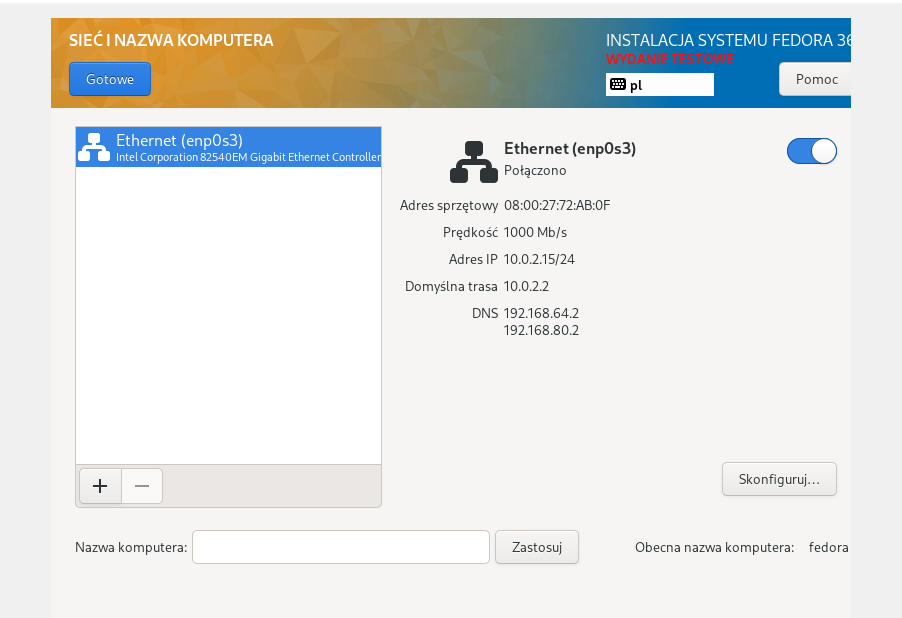 SIEĆ I NAZWA KOMPUTERA
Gotowe
INSTALACJA SYSTEMU FEDORA 36
WYDANIE TESTOWE
pl
Pomoc
Ethernet (enp0s3)
Intel Corporation 82540EM Gigabit Ethernet Controller
Ethernet (enp0s3)
Połączono
Adres sprzętowy 08:00:27:72:AB:0F
Prędkość 1000 Mb/s
Adres IP 10.0.2.15/24
Domyślna trasa 10.0.2.2
DNS 192.168.64.2
192.168.80.2
Skonfiguruj...
Nazwa komputera:
Zastosuj
Obecna nazwa komputera: fedora